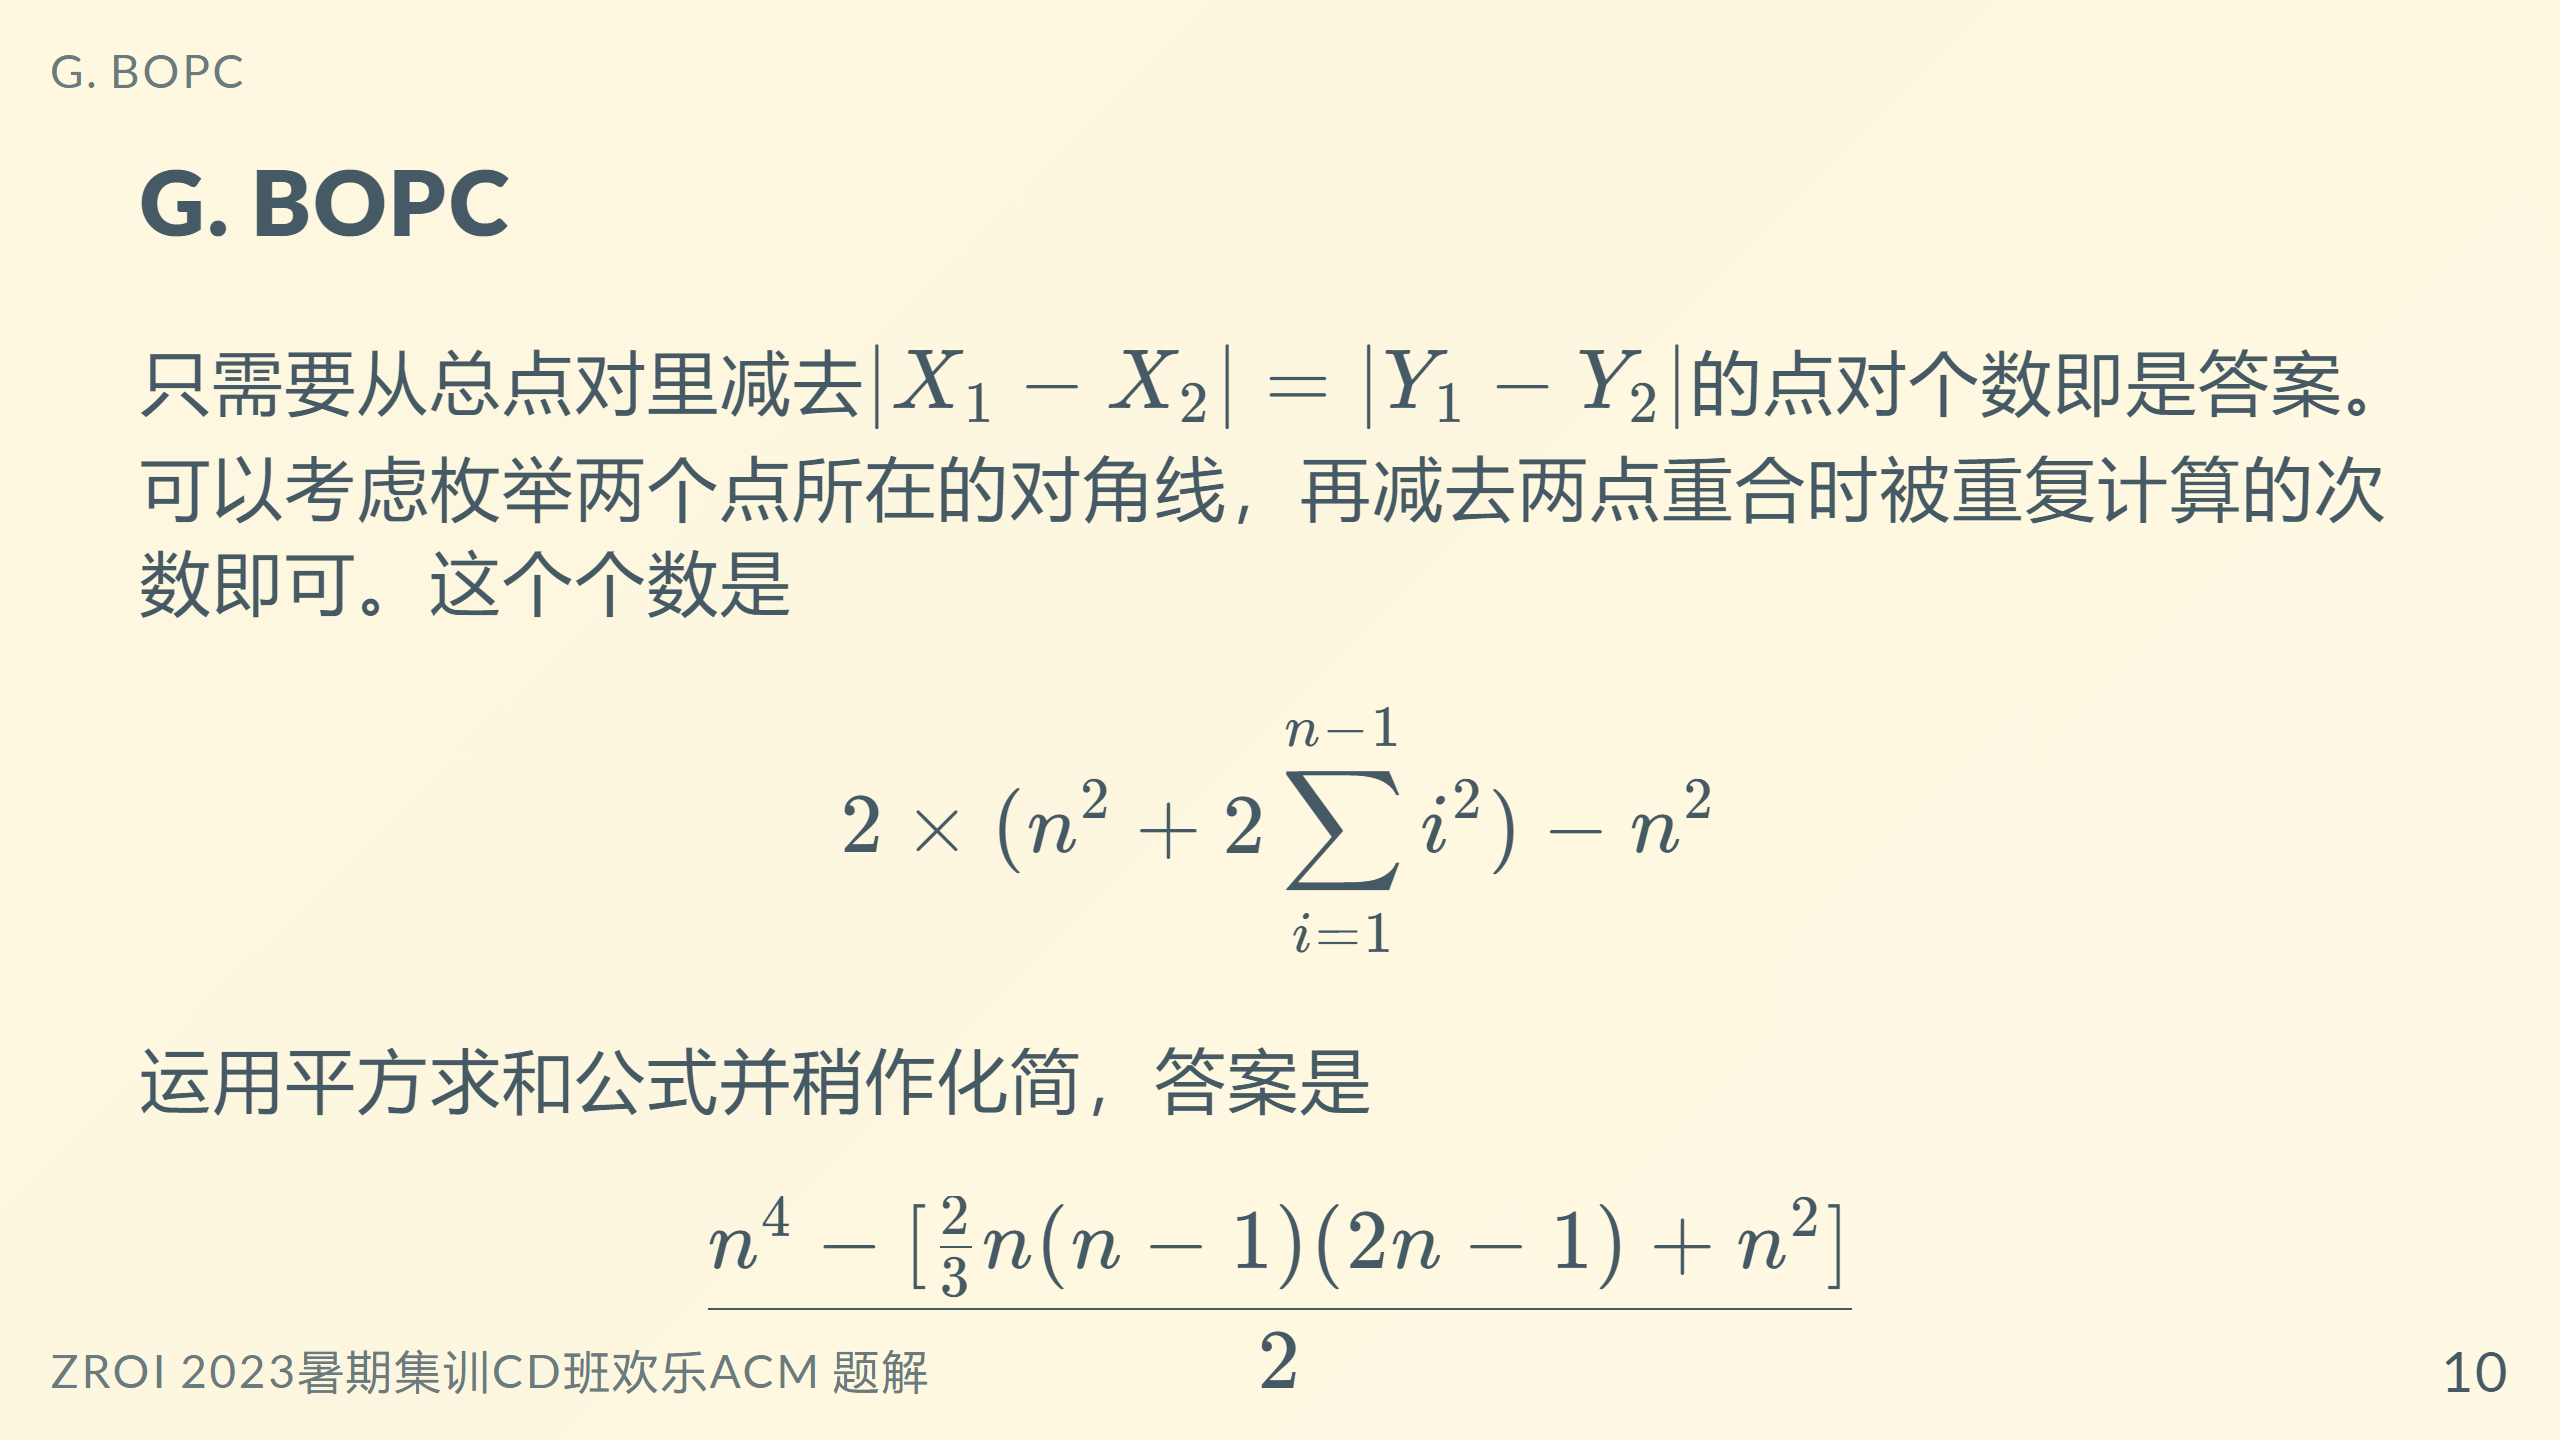 G. BOPC
G. BOPC
只需要从总点对里减去|X₁ − X₂| = |Y₁ − Y₂|的点对个数即是答案。
可以考虑枚举两个点所在的对角线，再减去两点重合时被重复计算的次
数即可。这个个数是
2 × (n² + 2 ∑_{i=1}^{n−1} i²) − n²
运用平方求和公式并稍作化简，答案是
\frac{n⁴ − [\frac{2}{3}n(n − 1)(2n − 1) + n²]}{2}
ZROI 2023暑期集训CD班欢乐ACM 题解
10